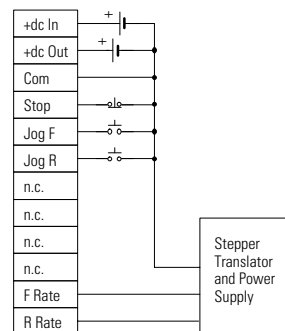 +dc In
+
+dc Out
+
Com
Stop
Jog F
Jog R
n.c.
n.c.
n.c.
n.c.
F Rate
R Rate
Stepper
Translator
and Power
Supply